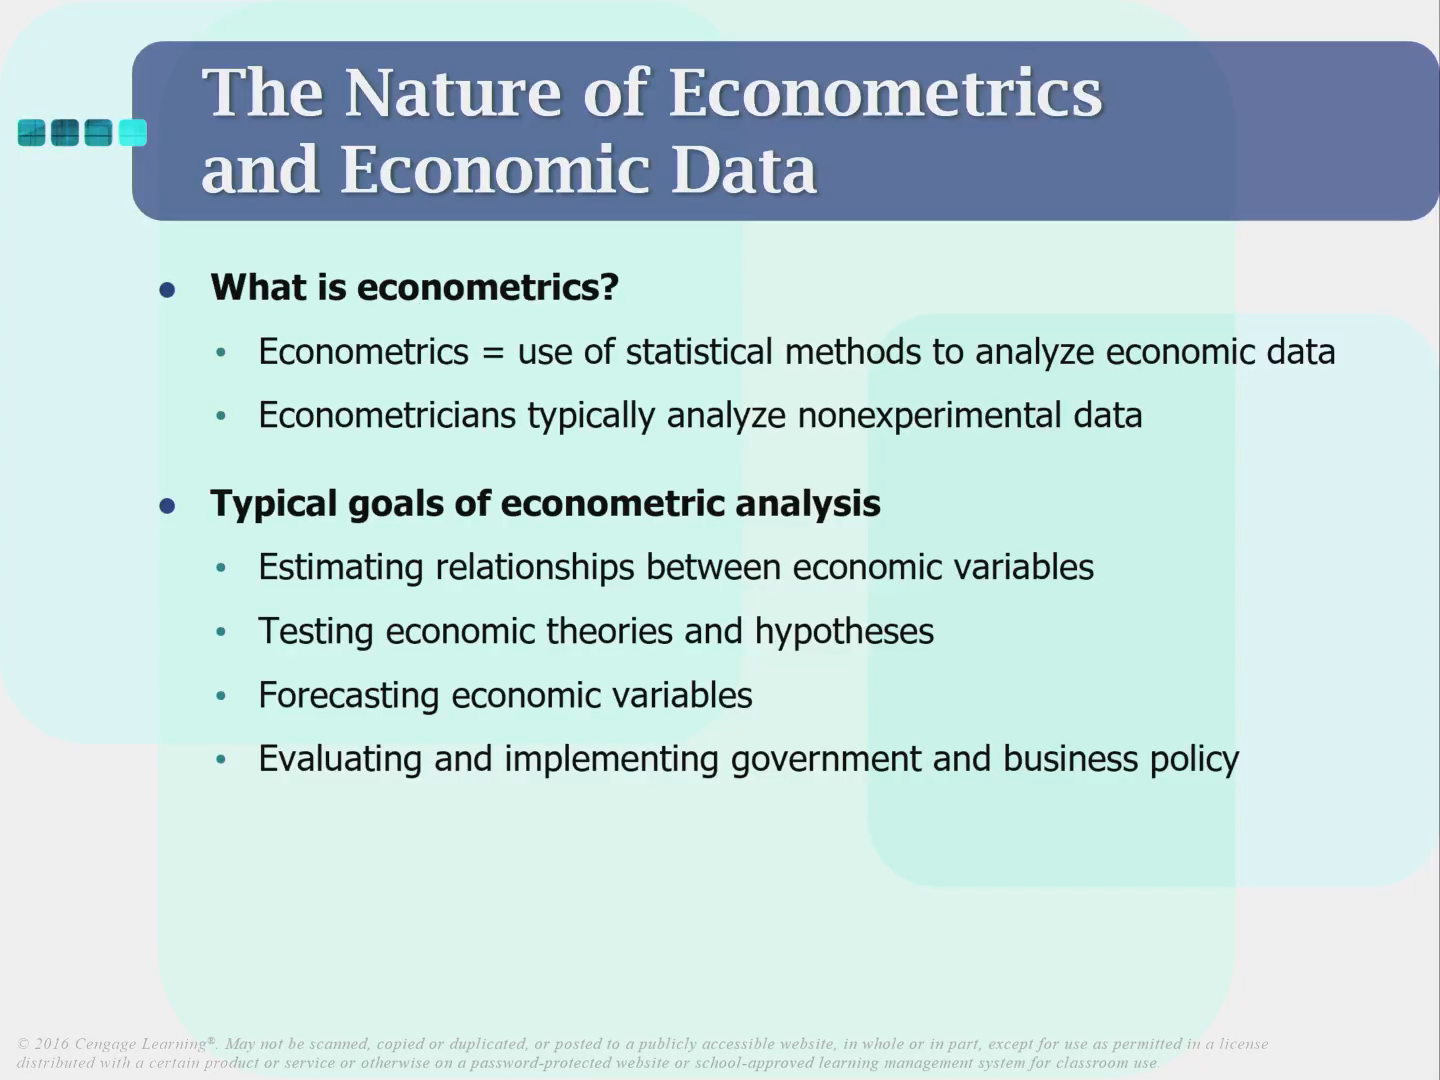 The Nature of Econometrics
and Economic Data
● What is econometrics?
• Econometrics = use of statistical methods to analyze economic data
• Econometricians typically analyze nonexperimental data
● Typical goals of econometric analysis
• Estimating relationships between economic variables
• Testing economic theories and hypotheses
• Forecasting economic variables
• Evaluating and implementing government and business policy
© 2016 Cengage Learning®. May not be scanned, copied or duplicated, or posted to a publicly accessible website, in whole or in part, except for use as permitted in a license
distributed with a certain product or service or otherwise on a password-protected website or school-approved learning management system for classroom use.